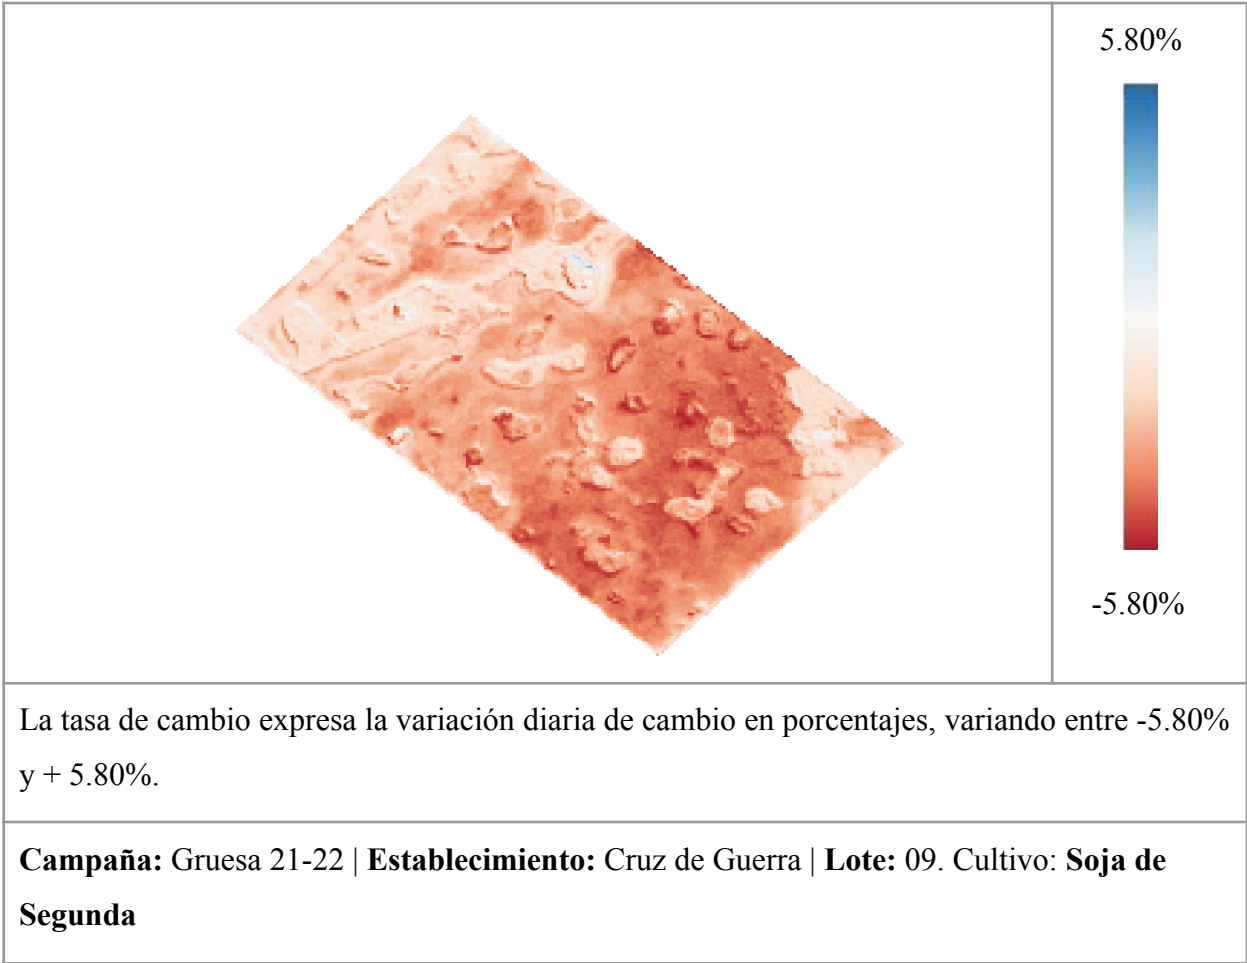 5.80%
-5.80%
La tasa de cambio expresa la variación diaria de cambio en porcentajes, variando entre -5.80%
y + 5.80%.
Campaña: Gruesa 21-22 | Establecimiento: Cruz de Guerra | Lote: 09. Cultivo: Soja de
Segunda